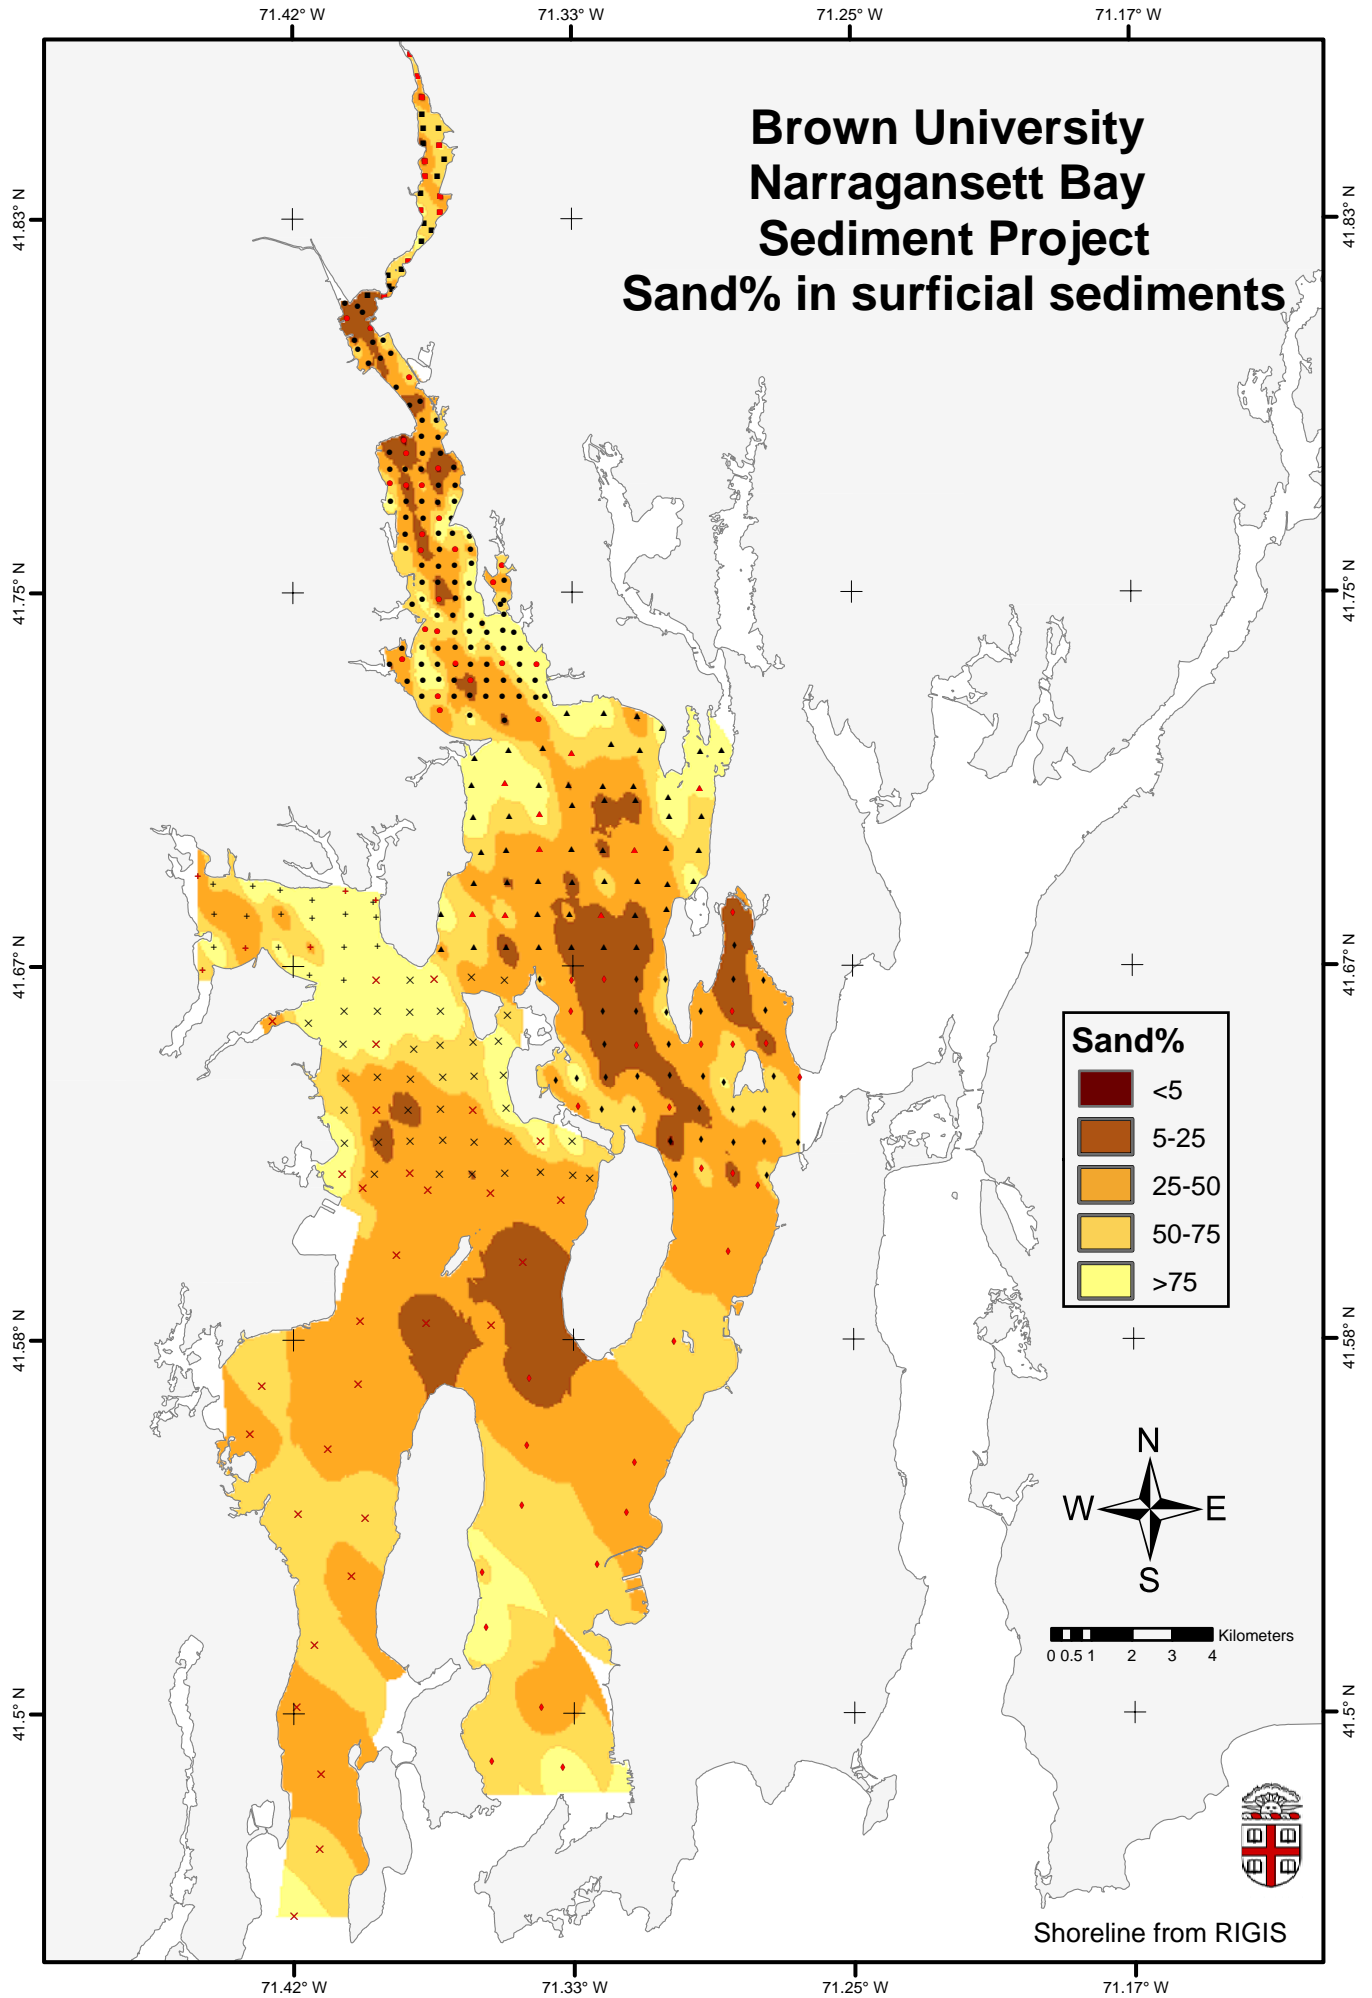 71.42° W
71.33° W
71.25° W
71.17° W
Brown University
Narragansett Bay
Sediment Project
Sand% in surficial sediments
41.83° N
41.83° N
41.75° N
41.75° N
41.67° N
41.67° N
Sand%
<5
5-25
25-50
50-75
>75
41.58° N
41.58° N
N
W
E
S
Kilometers
0 0.5 1 2 3 4
41.5° N
41.5° N
Shoreline from RIGIS
71.42° W
71.33° W
71.25° W
71.17° W